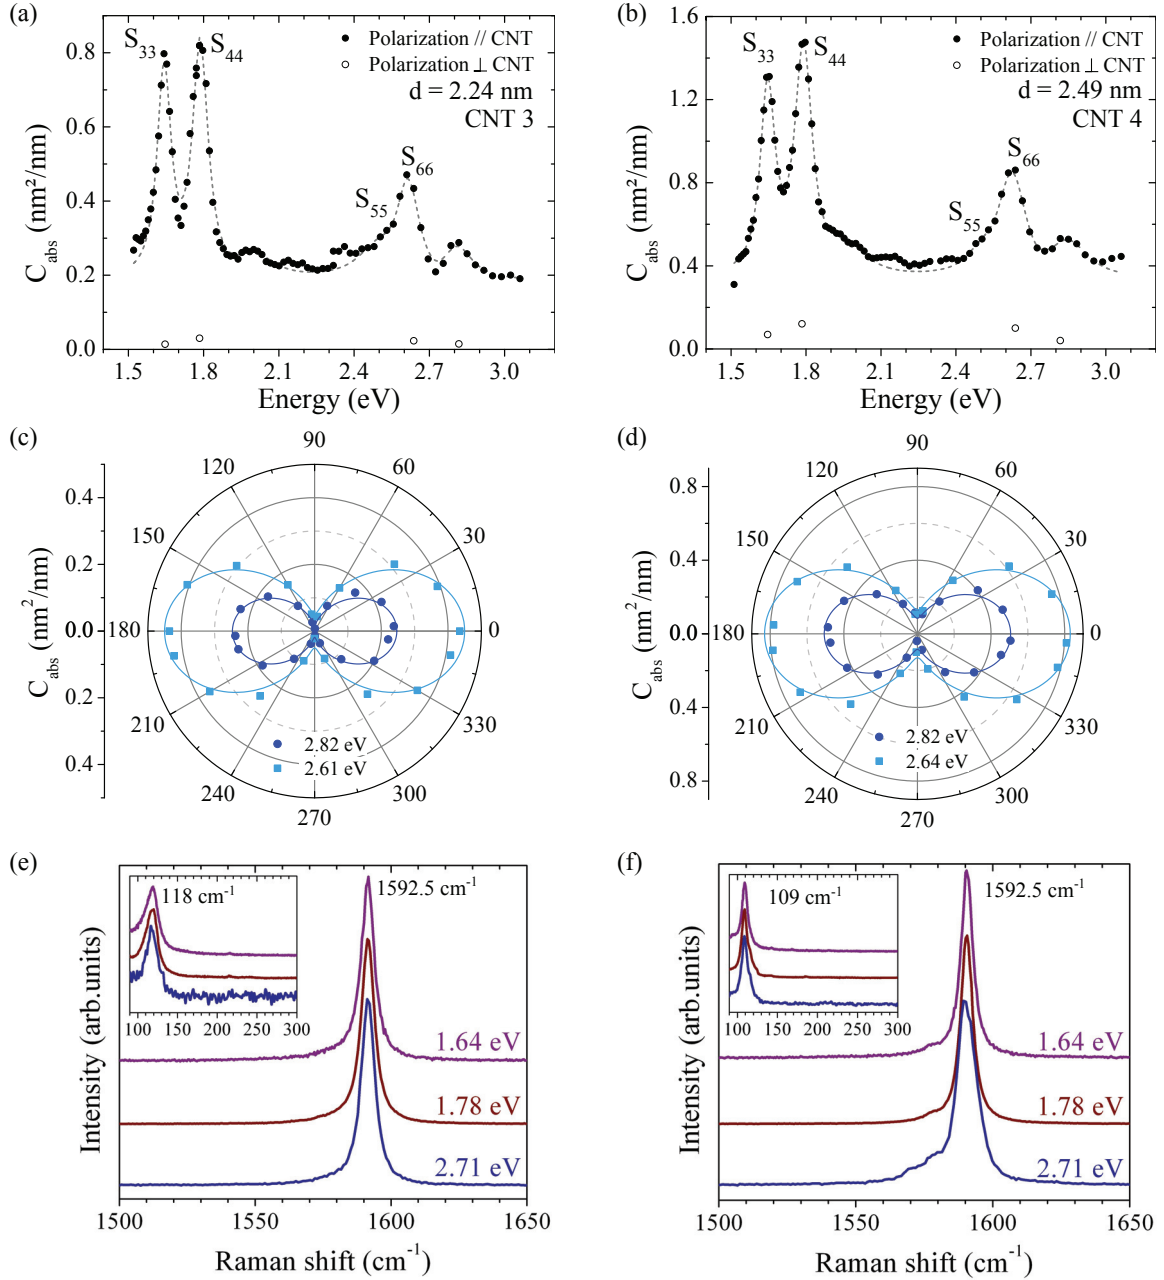 (a)
0.8
0.6
0.4
0.2
0.0
C_abs (nm²/nm)
S33
S44
S55
S66
Polarization // CNT
Polarization ⊥ CNT
d = 2.24 nm
CNT 3
1.5 1.8 2.1 2.4 2.7 3.0
Energy (eV)
(b)
1.6
1.2
0.8
0.4
0.0
C_abs (nm²/nm)
S33
S44
S55
S66
Polarization // CNT
Polarization ⊥ CNT
d = 2.49 nm
CNT 4
1.5 1.8 2.1 2.4 2.7 3.0
Energy (eV)
(c)
0.4
0.2
0.0
0.2
0.4
C_abs (nm²/nm)
90
120 60
150 30
180 0
210 330
240 300
270
2.82 eV
2.61 eV
(d)
0.8
0.4
0.0
0.4
0.8
C_abs (nm²/nm)
90
120 60
150 30
180 0
210 330
240 300
270
2.82 eV
2.64 eV
(e)
Intensity (arb.units)
118 cm⁻¹
100 150 200 250 300
1592.5 cm⁻¹
1.64 eV
1.78 eV
2.71 eV
1500 1550 1600 1650
Raman shift (cm⁻¹)
(f)
Intensity (arb.units)
109 cm⁻¹
100 150 200 250 300
1592.5 cm⁻¹
1.64 eV
1.78 eV
2.71 eV
1500 1550 1600 1650
Raman shift (cm⁻¹)